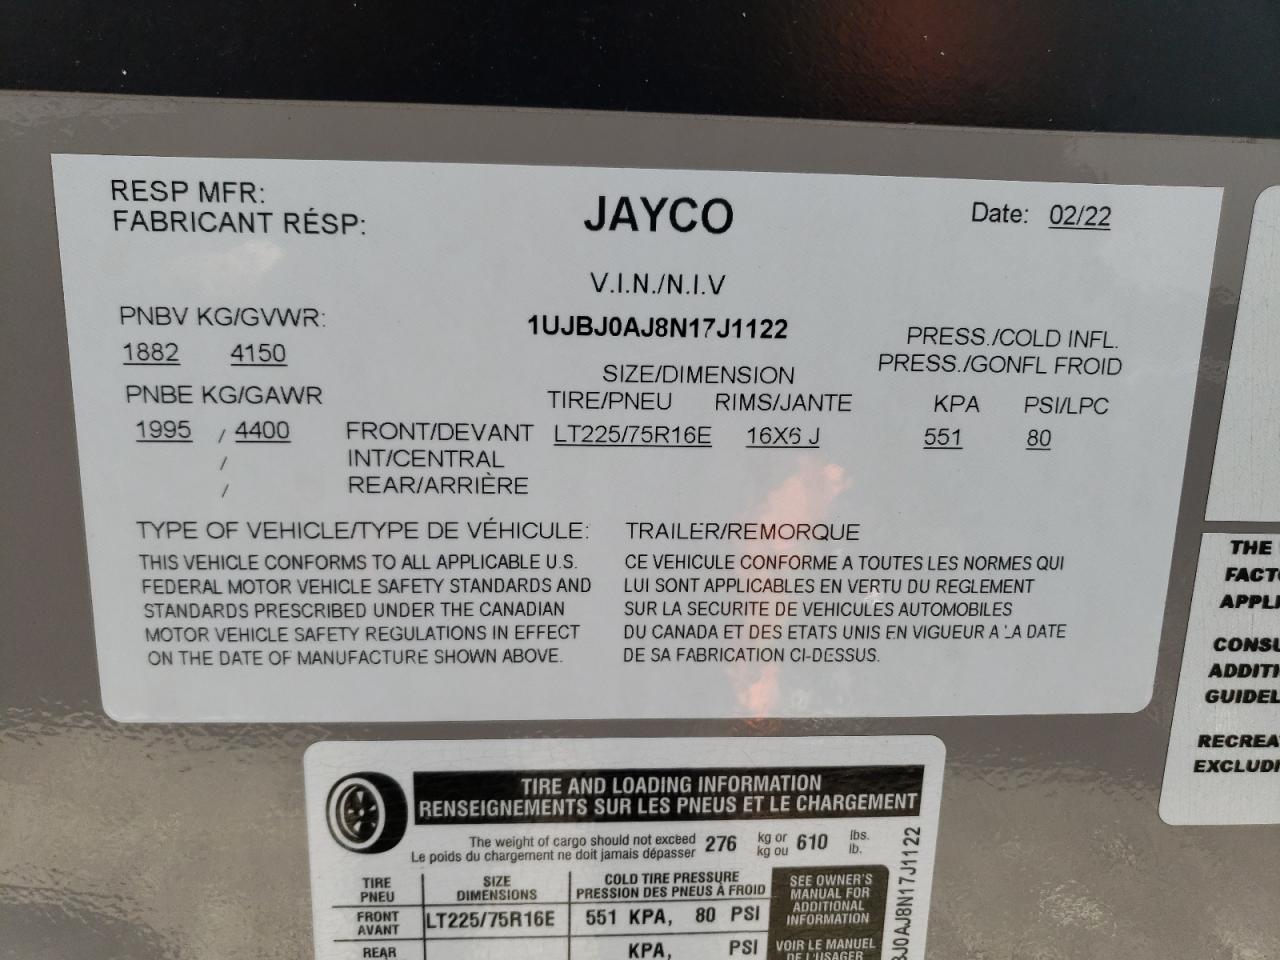 RESP MFR:
FABRICANT RÉSP:
JAYCO
Date: 02/22
V.I.N./N.I.V
1UJBJ0AJ8N17J1122
PNBV KG/GVWR:
1882 4150
PNBE KG/GAWR
SIZE/DIMENSION
TIRE/PNEU RIMS/JANTE
PRESS./COLD INFL.
PRESS./GONFL FROID
KPA PSI/LPC
1995 / 4400 FRONT/DEVANT LT225/75R16E 16X6 J 551 80
/ INT/CENTRAL
/ REAR/ARRIÈRE
TYPE OF VEHICLE/TYPE DE VÉHICULE: TRAILER/REMORQUE
THIS VEHICLE CONFORMS TO ALL APPLICABLE U.S.
FEDERAL MOTOR VEHICLE SAFETY STANDARDS AND
STANDARDS PRESCRIBED UNDER THE CANADIAN
MOTOR VEHICLE SAFETY REGULATIONS IN EFFECT
ON THE DATE OF MANUFACTURE SHOWN ABOVE.
CE VEHICULE CONFORME A TOUTES LES NORMES QUI
LUI SONT APPLICABLES EN VERTU DU REGLEMENT
SUR LA SECURITE DE VEHICULES AUTOMOBILES
DU CANADA ET DES ETATS UNIS EN VIGUEUR A LA DATE
DE SA FABRICATION CI-DESSUS.
TIRE AND LOADING INFORMATION
RENSEIGNEMENTS SUR LES PNEUS ET LE CHARGEMENT
The weight of cargo should not exceed 276 kg or 610 lbs.
Le poids du chargement ne doit jamais dépasser kg ou lb.
TIRE SIZE COLD TIRE PRESSURE
PNEU DIMENSIONS PRESSION DES PNEUS À FROID
FRONT
AVANT
LT225/75R16E 551 KPA, 80 PSI
REAR KPA, PSI
SEE OWNER'S
MANUAL FOR
ADDITIONAL
INFORMATION
VOIR LE MANUEL
DE L'USAGER
BJ0AJ8N17J1122
THE
FACTO
APPLI
CONSU
ADDITI
GUIDEL
RECREA
EXCLUDI